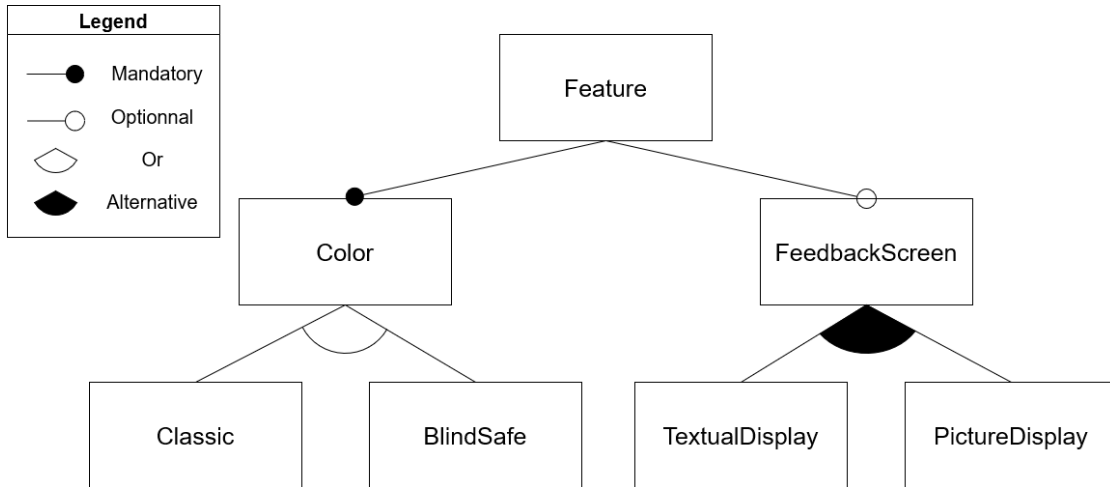 Legend
Mandatory
Optionnal
Or
Alternative
Feature
Color
FeedbackScreen
Classic
BlindSafe
TextualDisplay
PictureDisplay